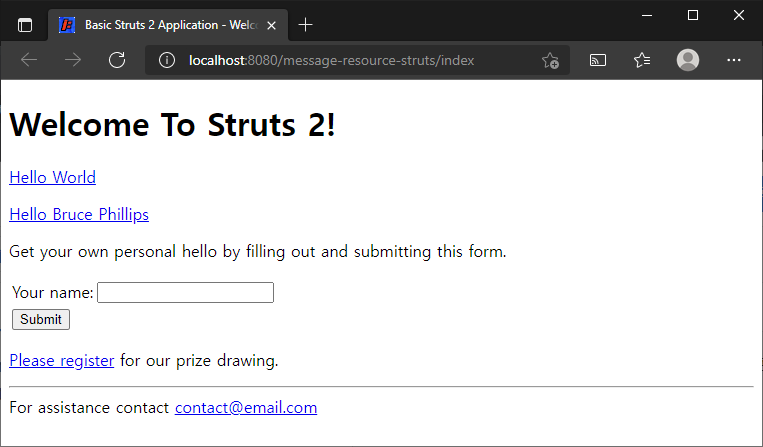 Basic Struts 2 Application - Welc
localhost:8080/message-resource-struts/index
Welcome To Struts 2!
Hello World
Hello Bruce Phillips
Get your own personal hello by filling out and submitting this form.
Your name:
Submit
Please register for our prize drawing.
For assistance contact contact@email.com